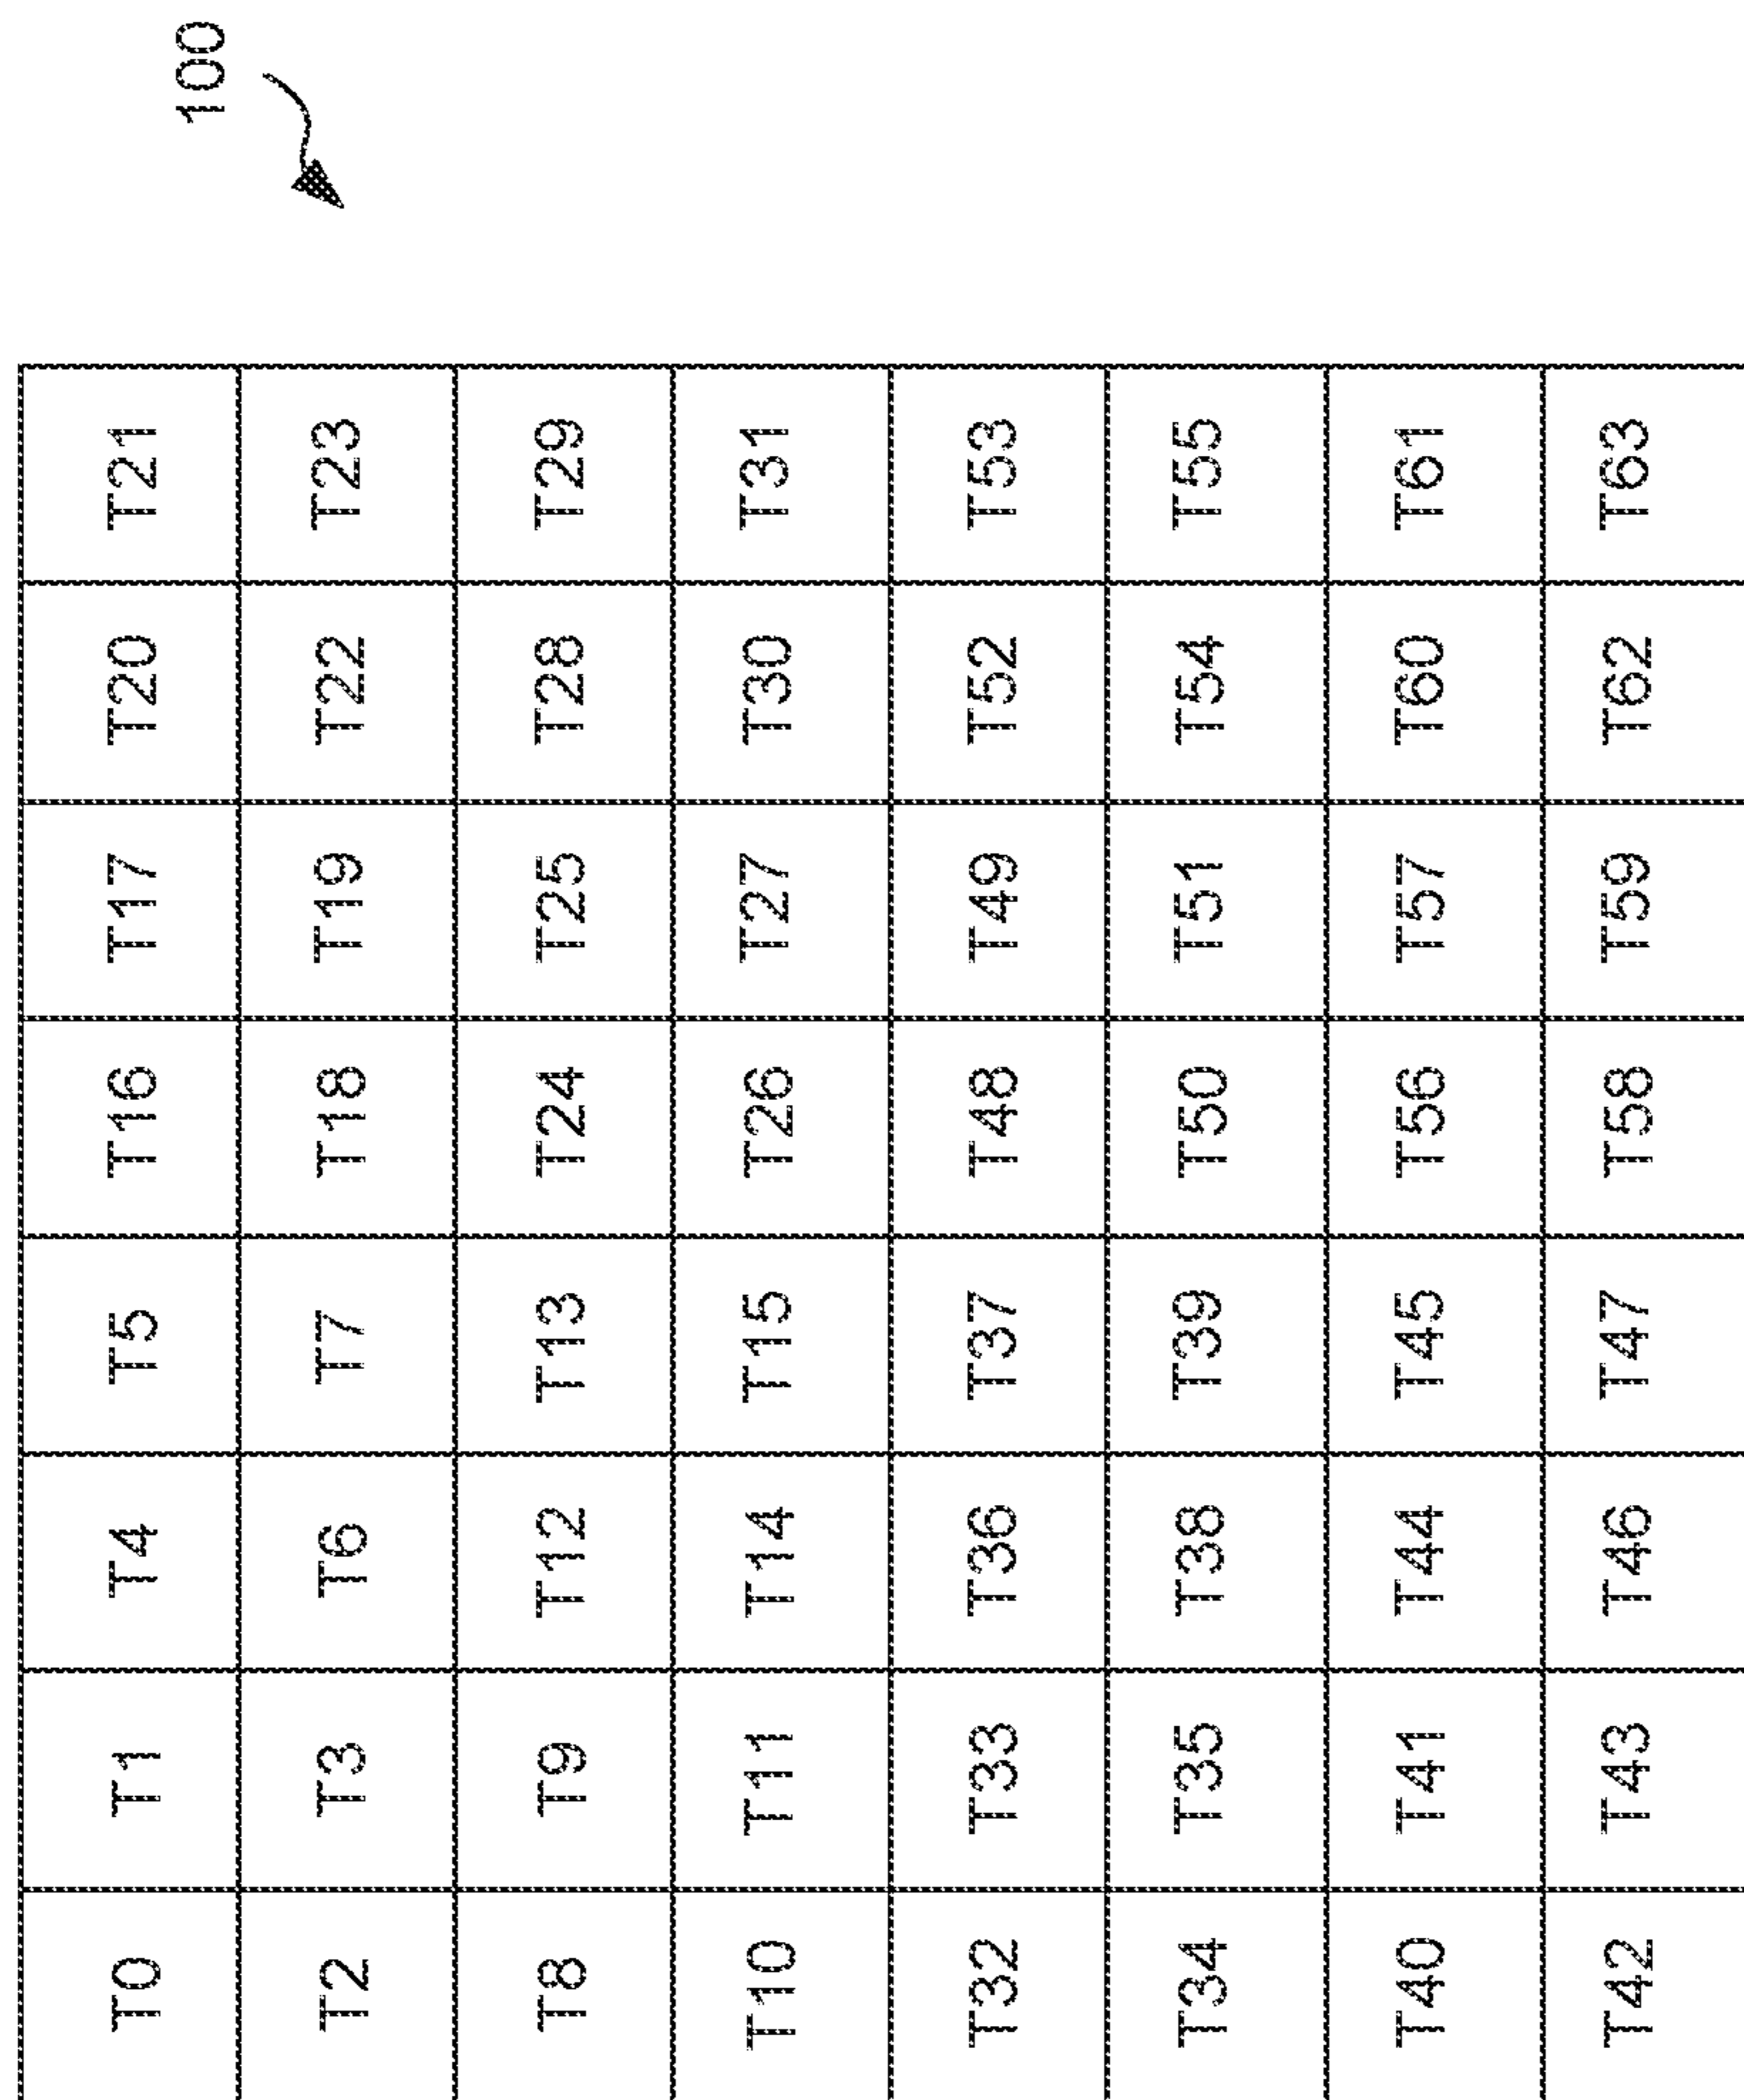 100
T0 T1 T4 T5 T16 T17 T20 T21
T2 T3 T6 T7 T18 T19 T22 T23
T8 T9 T12 T13 T24 T25 T28 T29
T10 T11 T14 T15 T26 T27 T30 T31
T32 T33 T36 T37 T48 T49 T52 T53
T34 T35 T38 T39 T50 T51 T54 T55
T40 T41 T44 T45 T56 T57 T60 T61
T42 T43 T46 T47 T58 T59 T62 T63